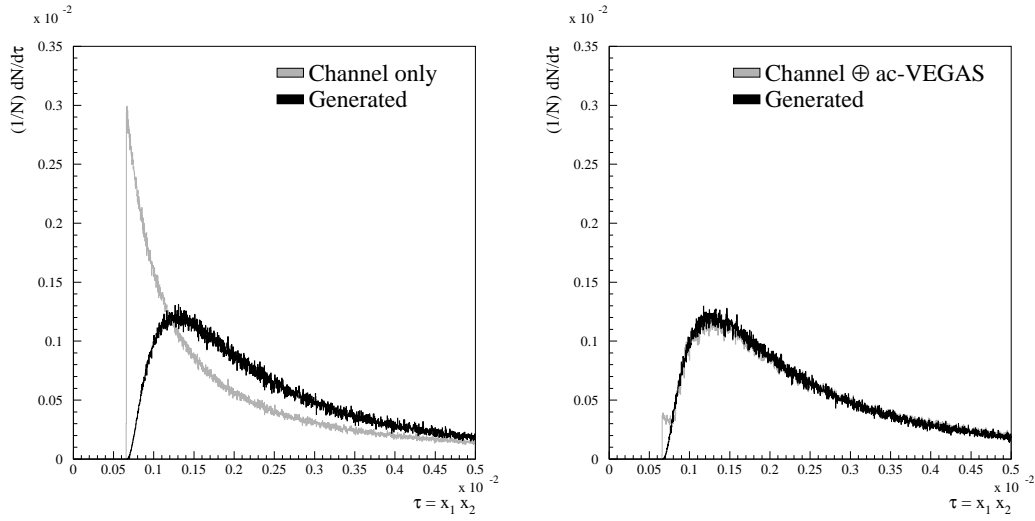 x 10 -2
(1/N) dN/dτ
0.35
0.3
0.25
0.2
0.15
0.1
0.05
0
Channel only
Generated
0 0.05 0.1 0.15 0.2 0.25 0.3 0.35 0.4 0.45 0.5
x 10 -2
τ = x1 x2
x 10 -2
(1/N) dN/dτ
0.35
0.3
0.25
0.2
0.15
0.1
0.05
0
Channel ⊕ ac-VEGAS
Generated
0 0.05 0.1 0.15 0.2 0.25 0.3 0.35 0.4 0.45 0.5
x 10 -2
τ = x1 x2